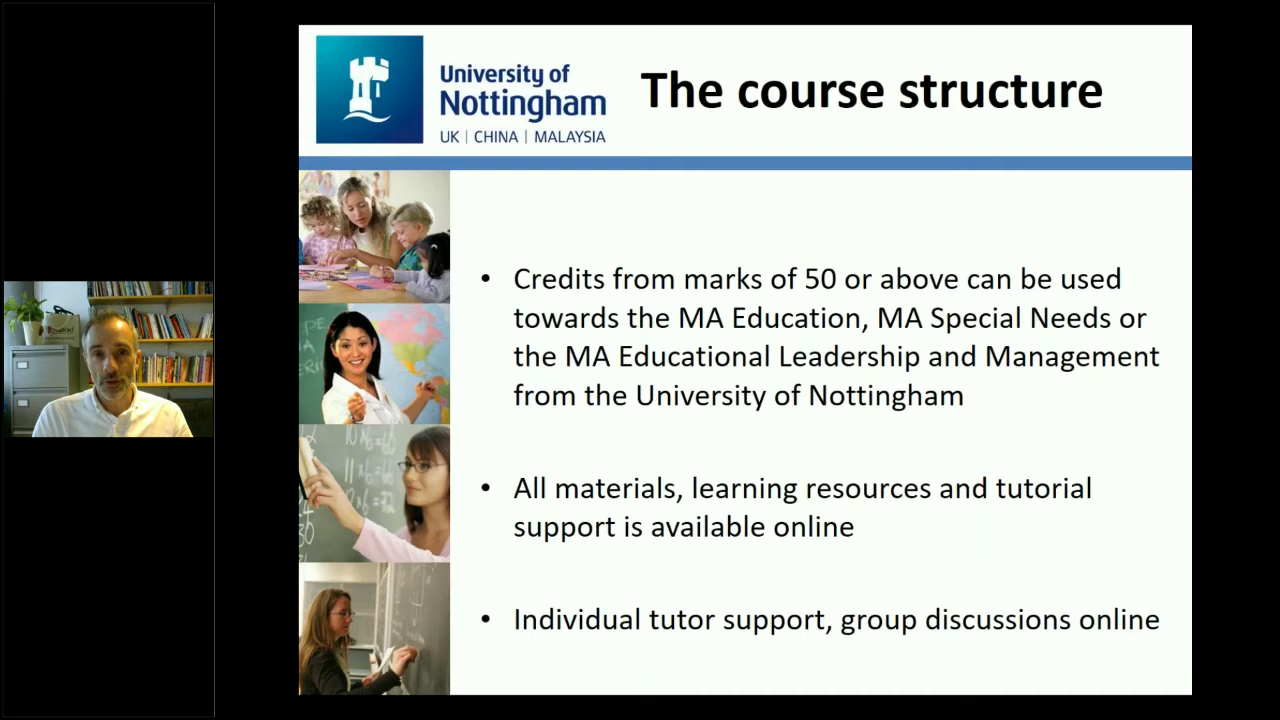 University of
Nottingham
UK | CHINA | MALAYSIA
The course structure
• Credits from marks of 50 or above can be used
towards the MA Education, MA Special Needs or
the MA Educational Leadership and Management
from the University of Nottingham
• All materials, learning resources and tutorial
support is available online
• Individual tutor support, group discussions online